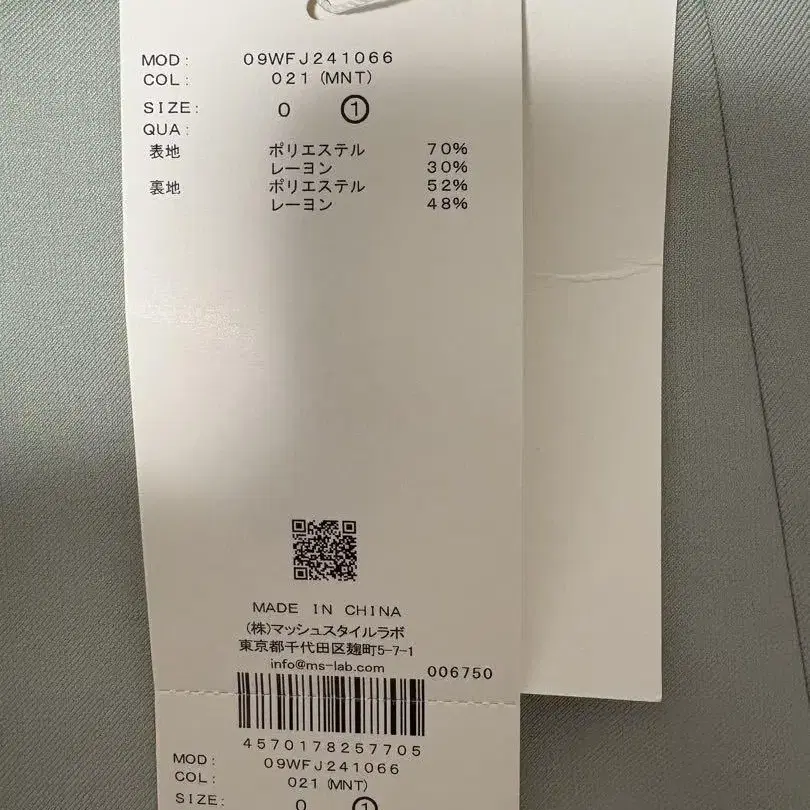 MOD: 09WFJ241066
COL: 021 (MNT)
SIZE: 0 ①
QUA:
表地 ポリエステル 70%
レーヨン 30%
裏地 ポリエステル 52%
レーヨン 48%
MADE IN CHINA
(株)マッシュスタイルラボ
東京都千代田区麹町5-7-1
info@ms-lab.com 006750
4570178257705
MOD: 09WFJ241066
COL: 021 (MNT)
SIZE: 0 ①